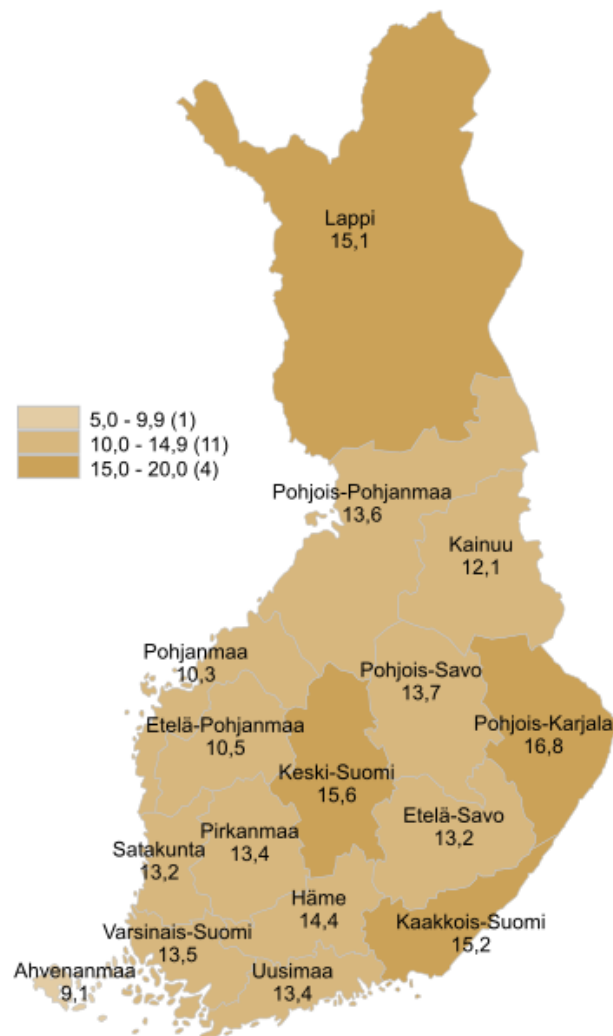 Lappi
15,1
5,0 - 9,9 (1)
10,0 - 14,9 (11)
15,0 - 20,0 (4)
Pohjois-Pohjanmaa
13,6
Kainuu
12,1
Pohjanmaa
10,3
Pohjois-Savo
13,7
Etelä-Pohjanmaa
10,5
Pohjois-Karjala
16,8
Keski-Suomi
15,6
Etelä-Savo
13,2
Pirkanmaa
13,4
Satakunta
13,2
Häme
14,4
Kaakkois-Suomi
15,2
Varsinais-Suomi
13,5
Ahvenanmaa
9,1
Uusimaa
13,4